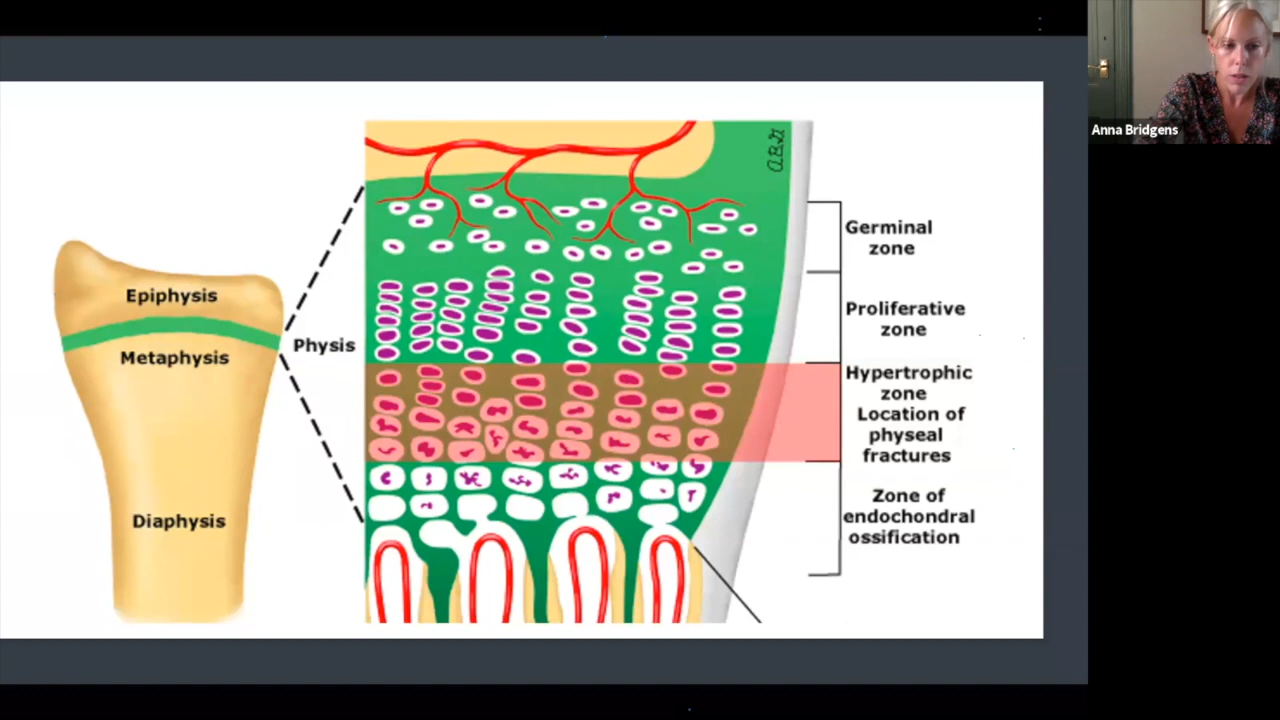 Anna Bridgens
Germinal
zone
Epiphysis
Physis
Metaphysis
Proliferative
zone
Hypertrophic
zone
Location of
physeal
fractures
Diaphysis
Zone of
endochondral
ossification